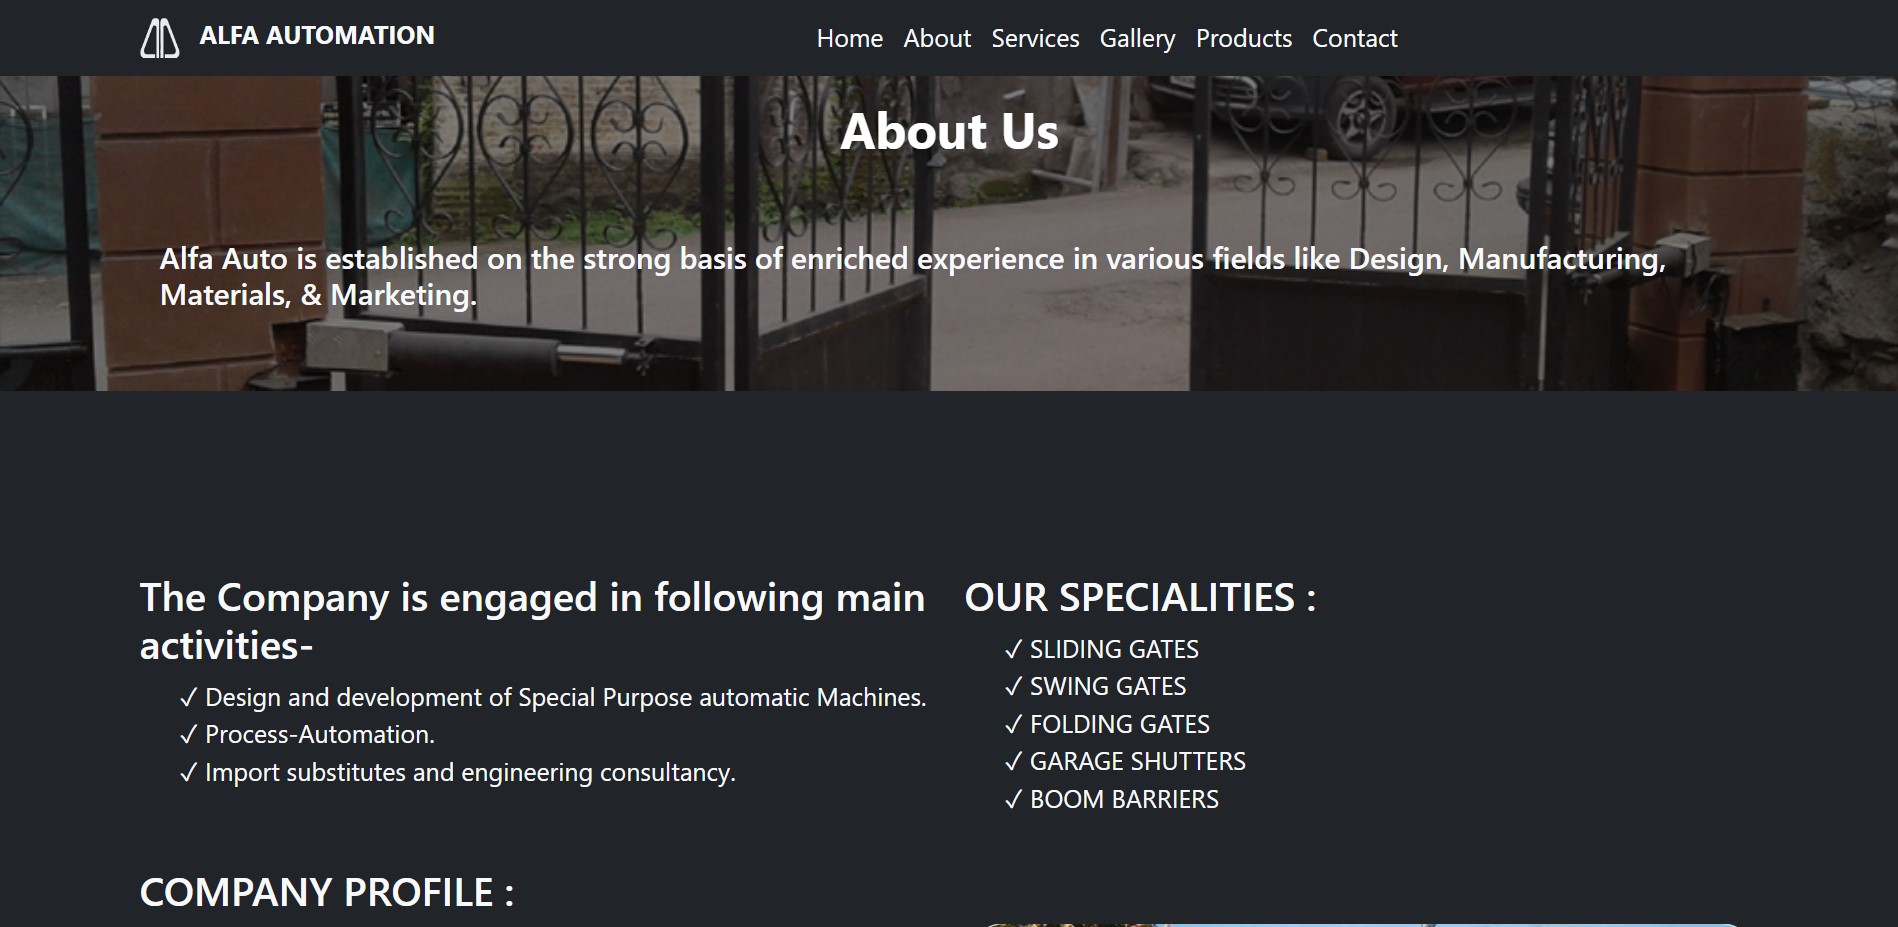 ALFA AUTOMATION
Home About Services Gallery Products Contact
About Us
Alfa Auto is established on the strong basis of enriched experience in various fields like Design, Manufacturing,
Materials, & Marketing.
The Company is engaged in following main
activities-
✓ Design and development of Special Purpose automatic Machines.
✓ Process-Automation.
✓ Import substitutes and engineering consultancy.
OUR SPECIALITIES :
✓ SLIDING GATES
✓ SWING GATES
✓ FOLDING GATES
✓ GARAGE SHUTTERS
✓ BOOM BARRIERS
COMPANY PROFILE :